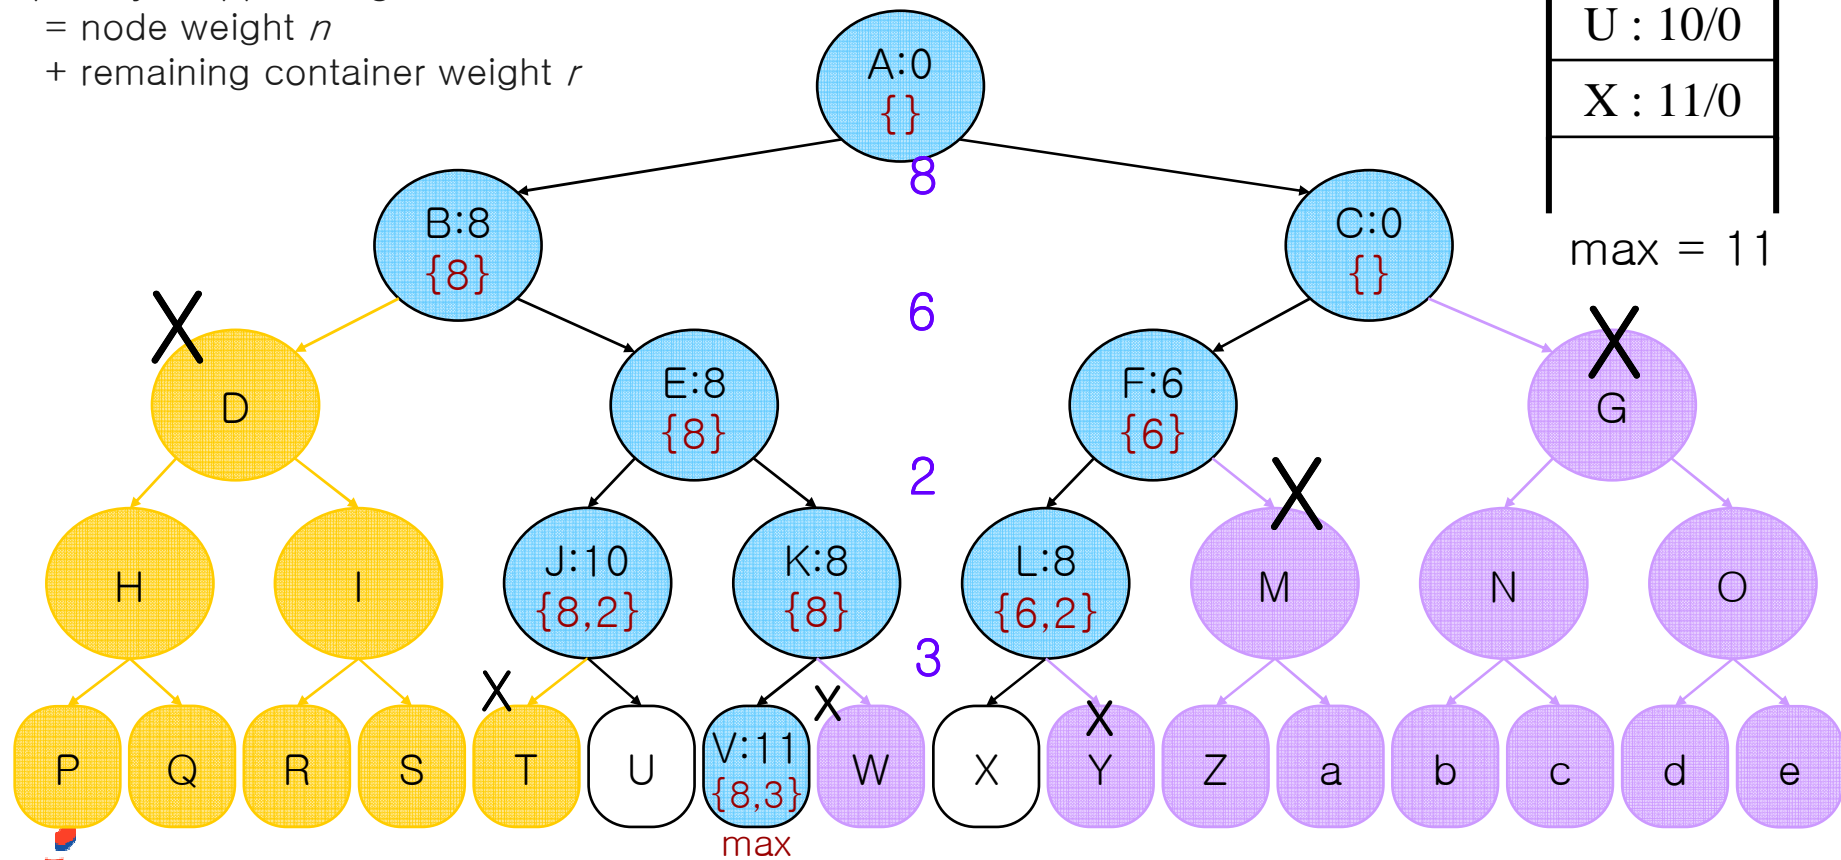 = node weight n
+ remaining container weight r
U : 10/0
X : 11/0
max = 11
A:0
{}
8
B:8
{8}
C:0
{}
6
X
D
E:8
{8}
F:6
{6}
X
G
2
H
I
J:10
{8,2}
K:8
{8}
L:8
{6,2}
X
M
N
O
3
P
Q
R
S
X
T
U
V:11
{8,3}
max
X
W
X
X
Y
Z
a
b
c
d
e